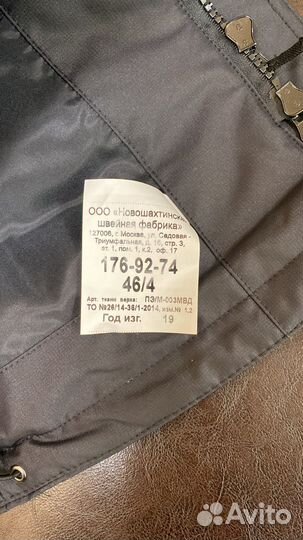 ООО «Новошахтинская
швейная фабрика»
127006, г. Москва, ул. Садовая -
Триумфальная, д. 16, стр. 3,
эт. 1, пом. 1, к.2, оф. 17
176-92-74
46/4
Арт. ткани верха: ПЭ/М-003МВД
ТО №26/14-36/1-2014, изм.№ 1,2
Год изг. 19
Avito